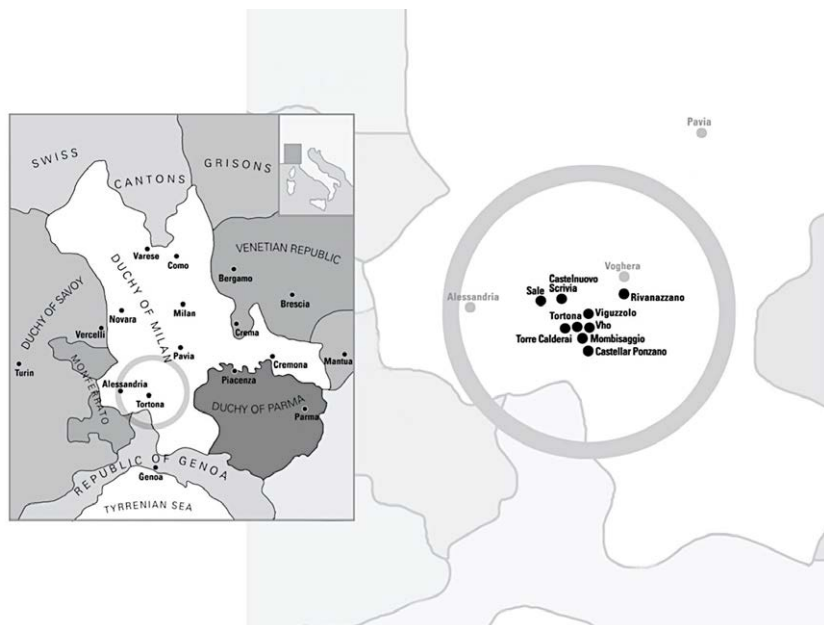 SWISS
CANTONS
GRISONS
DUCHY OF SAVOY
DUCHY OF MILAN
VENETIAN REPUBLIC
Varese
Como
Bergamo
Brescia
Novara
Milan
Vercelli
Crema
Turin
Pavia
Cremona
Mantua
MONFERRATO
Alessandria
Piacenza
Tortona
DUCHY OF PARMA
Parma
REPUBLIC OF GENOA
Genoa
TYRRENIAN SEA
Pavia
Voghera
Alessandria
Castelnuovo
Scrivia
Sale
Rivanazzano
Tortona
Viguzzolo
Vho
Torre Calderai
Mombisaggio
Castellar Ponzano